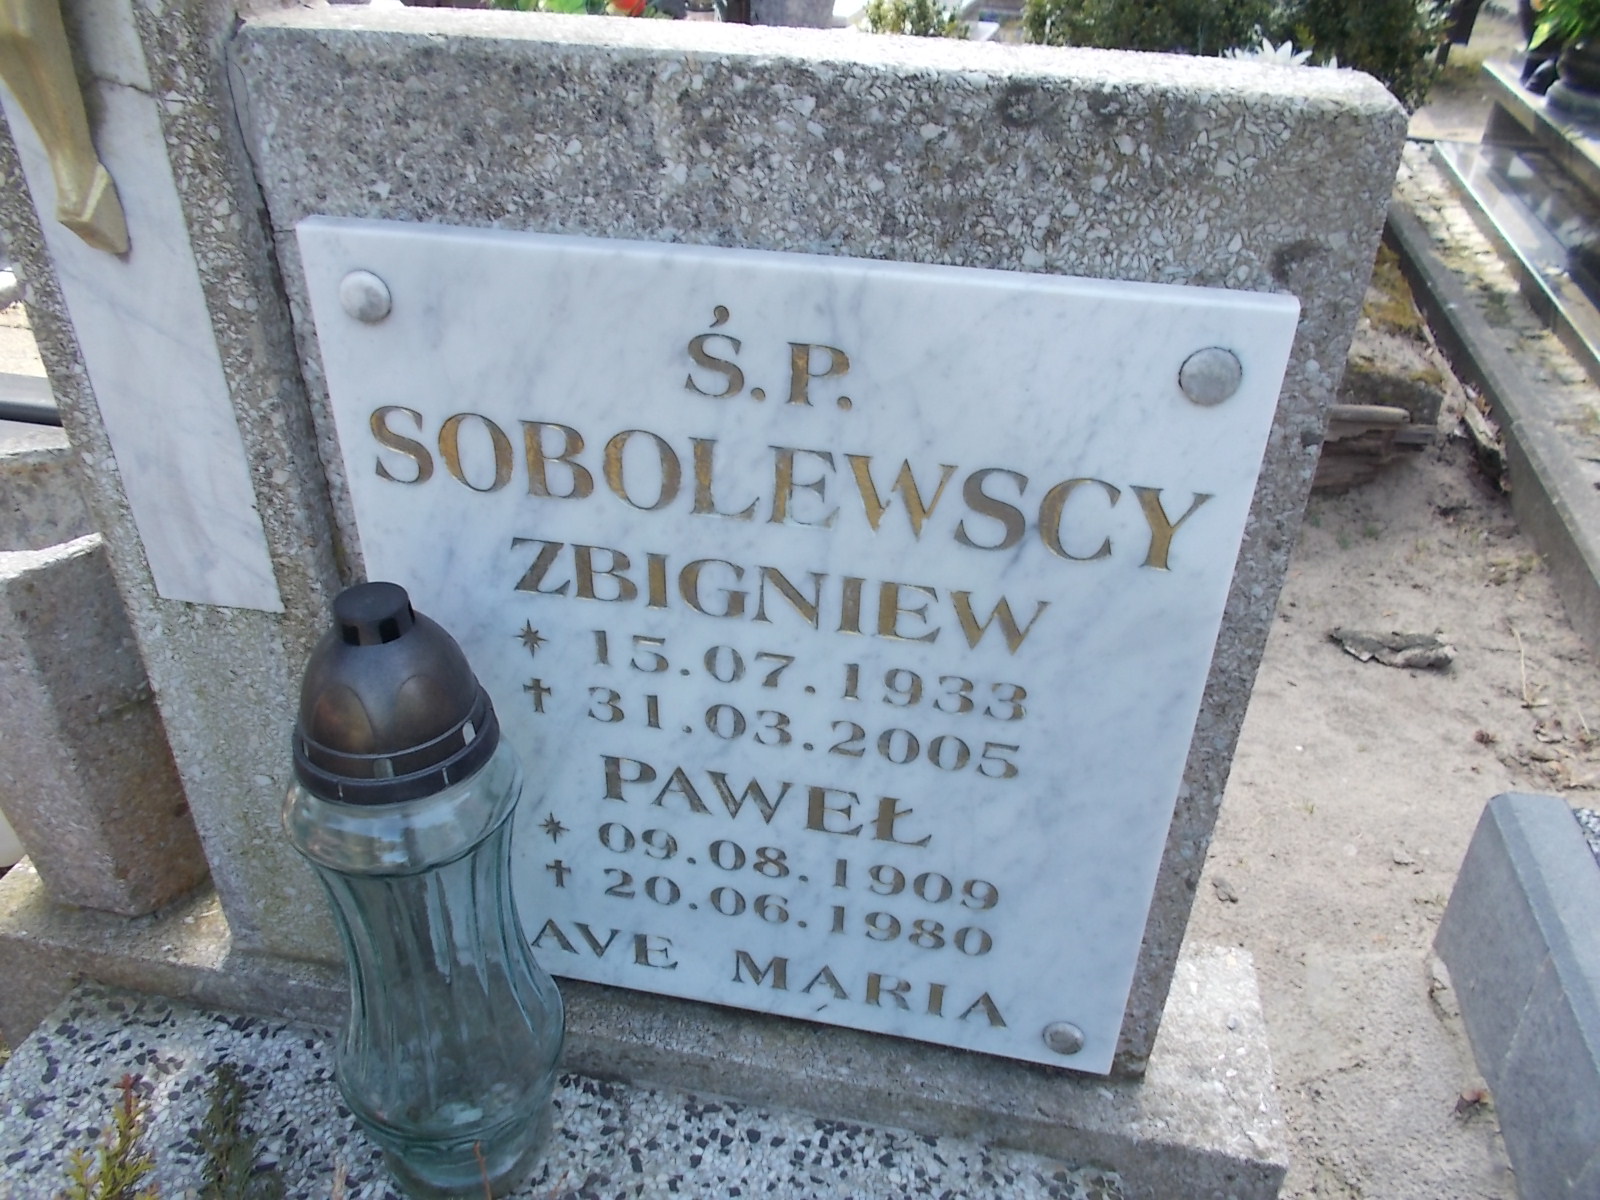 Ś.P.
SOBOLEWSCY
ZBIGNIEW
* 15.07.1933
† 31.03.2005
PAWEŁ
* 09.08.1909
† 20.06.1980
AVE MARIA